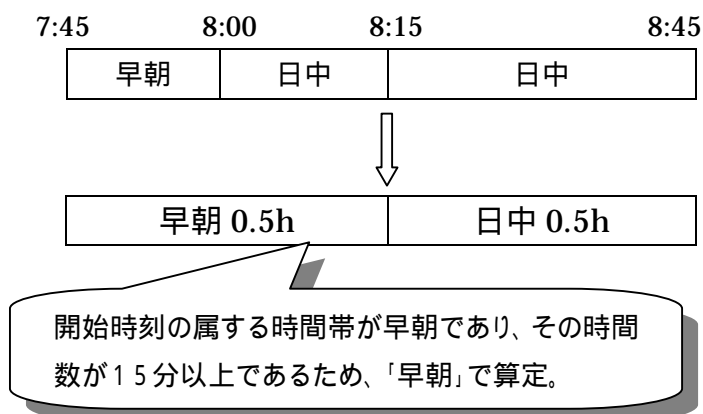 7:45 8:00 8:15 8:45
早朝 日中 日中
早朝 0.5h 日中 0.5h
開始時刻の属する時間帯が早朝であり、その時間
数が15分以上であるため、「早朝」で算定。